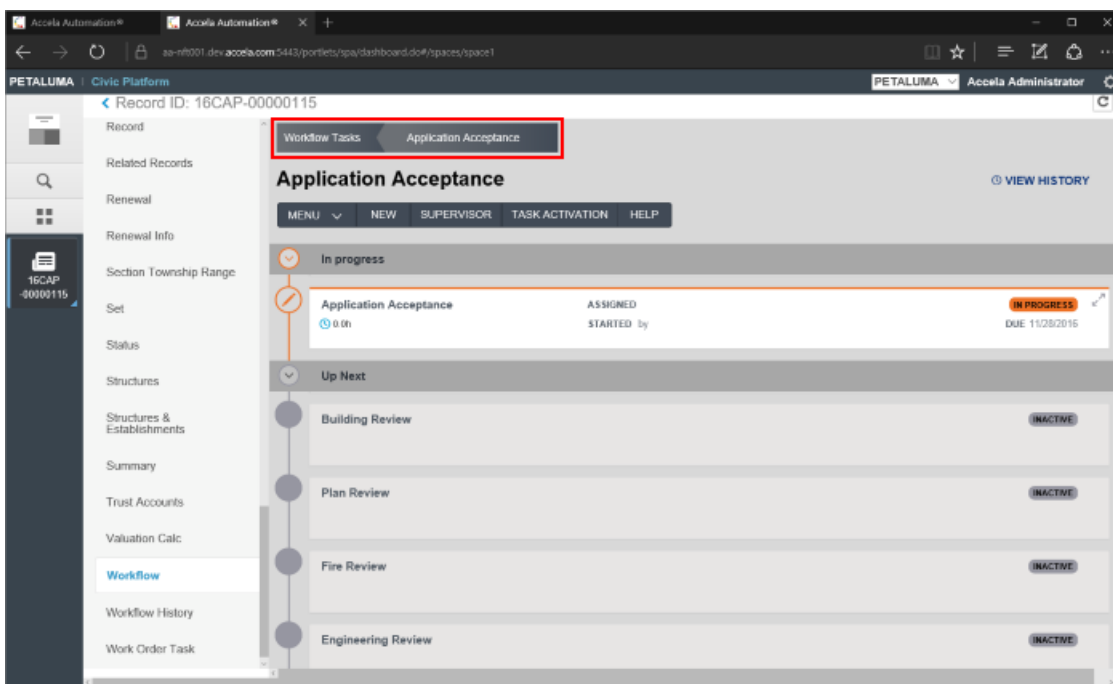 Accela Automation®
Accela Automation®
aa-nft001.dev.accela.com:5443/portlets/spa/dashboard.do#/spaces/space1
PETALUMA | Civic Platform
PETALUMA
Accela Administrator
Record ID: 16CAP-00000115
16CAP
-00000115
Record
Related Records
Renewal
Renewal Info
Section Township Range
Set
Status
Structures
Structures &
Establishments
Summary
Trust Accounts
Valuation Calc
Workflow
Workflow History
Work Order Task
Workflow Tasks
Application Acceptance
Application Acceptance
VIEW HISTORY
MENU NEW SUPERVISOR TASK ACTIVATION HELP
In progress
Application Acceptance ASSIGNED IN PROGRESS
0.0h STARTED by DUE 11/28/2016
Up Next
Building Review INACTIVE
Plan Review INACTIVE
Fire Review INACTIVE
Engineering Review INACTIVE